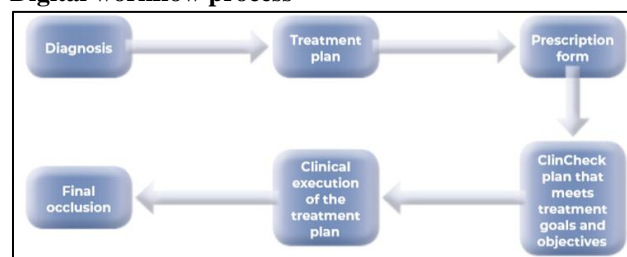 Digital workflow process
Diagnosis
Treatment
plan
Prescription
form
ClinCheck
plan that
meets
treatment
goals and
objectives
Clinical
execution
of the
treatment
plan
Final
occlusion